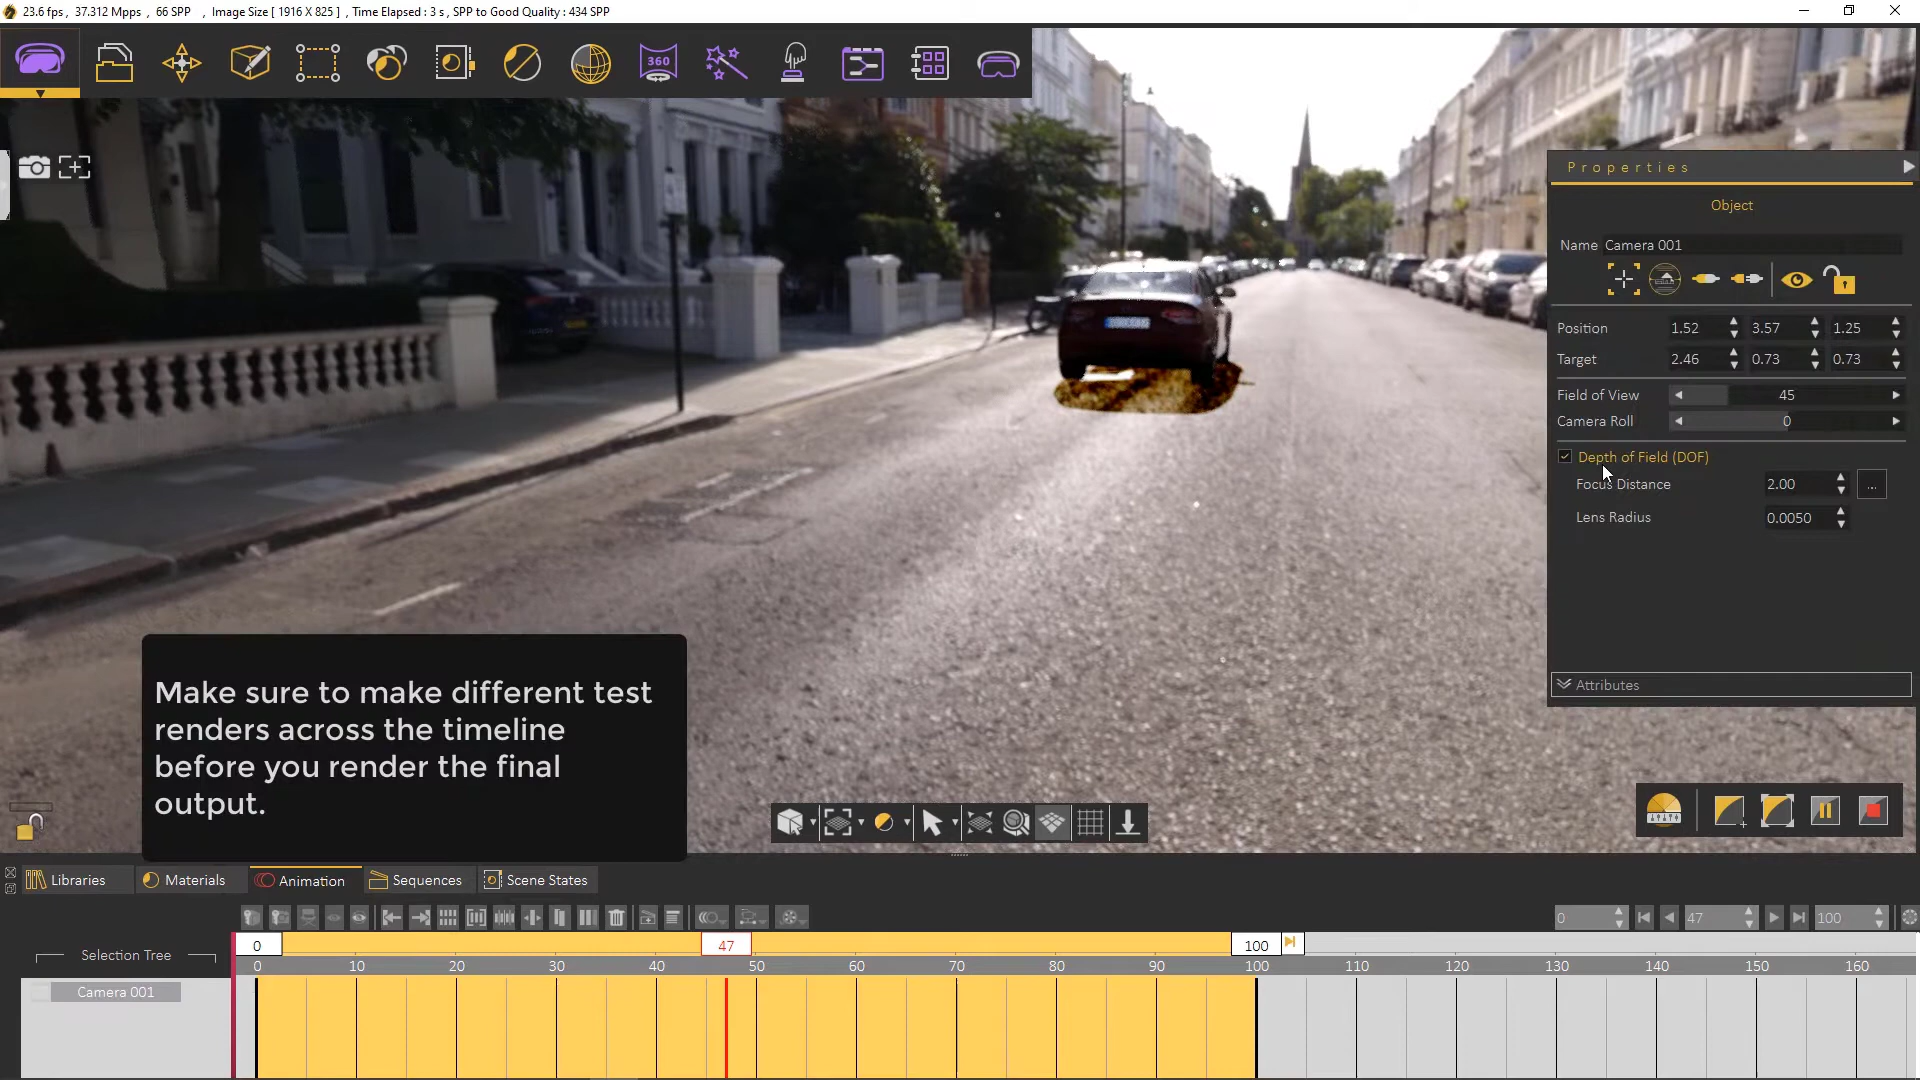 23.6 fps , 37.312 Mpps , 66 SPP , Image Size [ 1916 X 825 ] , Time Elapsed : 3 s , SPP to Good Quality : 434 SPP
360
Properties
Object
Name Camera 001
Position 1.52 3.57 1.25
Target 2.46 0.73 0.73
Field of View 45
Camera Roll 0
Depth of Field (DOF)
Focus Distance 2.00 ...
Lens Radius 0.0050
Attributes
Make sure to make different test
renders across the timeline
before you render the final
output.
Libraries Materials Animation Sequences Scene States
0 47 100
Selection Tree
0 47 100
0 10 20 30 40 50 60 70 80 90 100 110 120 130 140 150 160
Camera 001